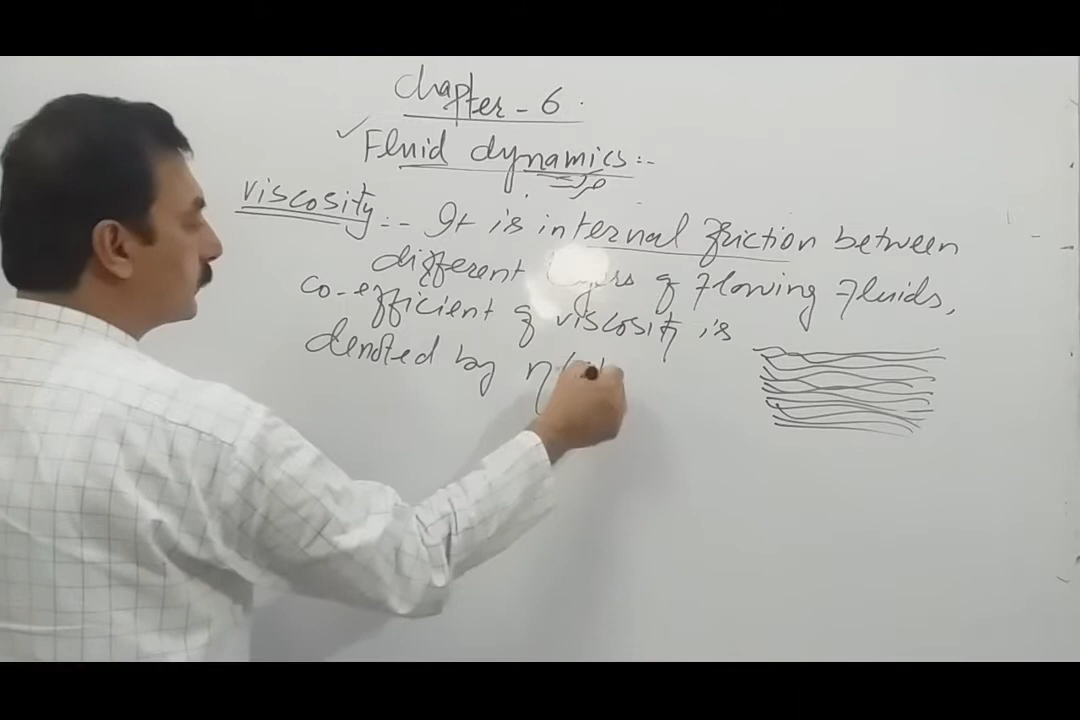 Chapter - 6.
✓ Fluid dynamics:-
Viscosity:- It is internal friction between
different of flowing fluids,
co-efficient of viscosity is
denoted by η(